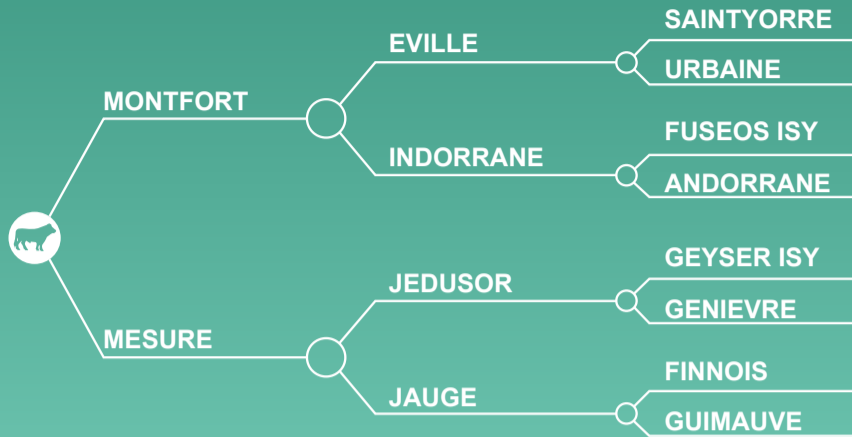 SAINTYORRE
EVILLE
URBAINE
MONTFORT
FUSEOS ISY
INDORRANE
ANDORRANE
GEYSER ISY
JEDUSOR
GENIEVRE
MESURE
FINNOIS
JAUGE
GUIMAUVE